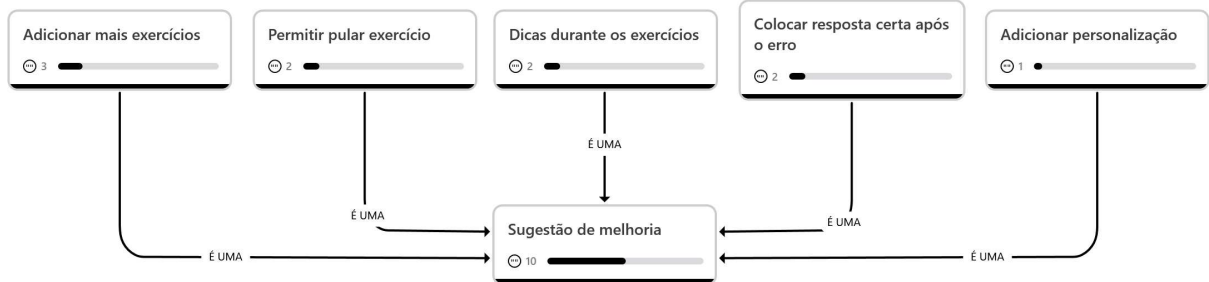 Adicionar mais exercícios
3
Permitir pular exercício
2
Dicas durante os exercícios
2
Colocar resposta certa após
o erro
2
Adicionar personalização
1
É UMA
É UMA
É UMA
É UMA
É UMA
Sugestão de melhoria
10